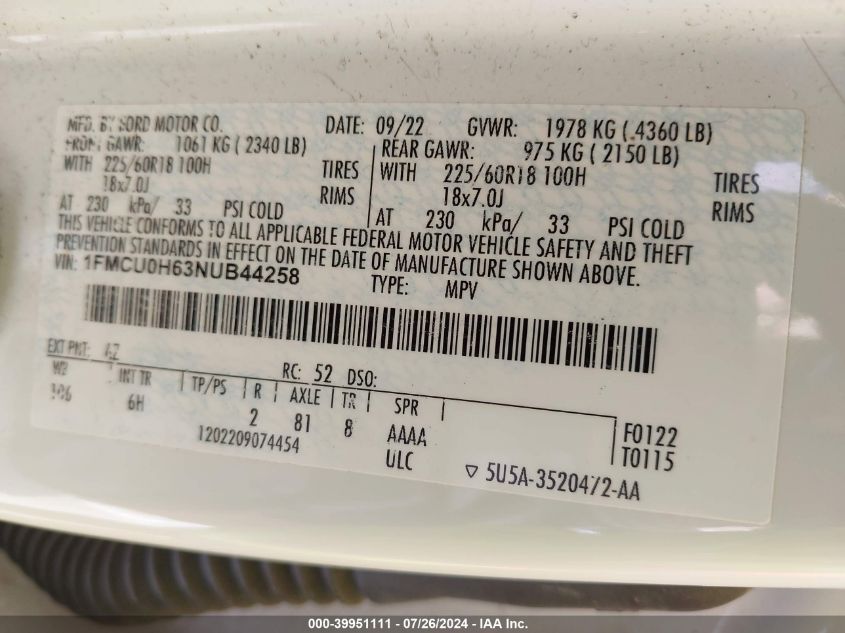 MFD. BY FORD MOTOR CO. DATE: 09/22 GVWR: 1978 KG ( 4360 LB)
FRONT GAWR: 1061 KG ( 2340 LB) REAR GAWR: 975 KG ( 2150 LB)
WITH 225/60R18 100H TIRES WITH 225/60R18 100H TIRES
18x7.0J RIMS 18x7.0J RIMS
AT 230 kPa/ 33 PSI COLD AT 230 kPa/ 33 PSI COLD
THIS VEHICLE CONFORMS TO ALL APPLICABLE FEDERAL MOTOR VEHICLE SAFETY AND THEFT
PREVENTION STANDARDS IN EFFECT ON THE DATE OF MANUFACTURE SHOWN ABOVE.
VIN: 1FMCU0H63NUB44258 TYPE: MPV
EXT PNT: AZ RC: 52 DSO:
WB INT TR TP/PS R AXLE TR SPR
106 6H 2 81 8 AAAA F0122
1202209074454 ULC T0115
5U5A-3520472-AA
000-39951111 - 07/26/2024 - IAA Inc.